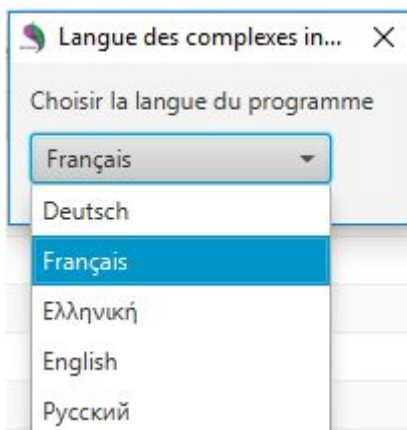 Langue des complexes in...
Choisir la langue du programme
Français
Deutsch
Français
Ελληνική
English
Русский